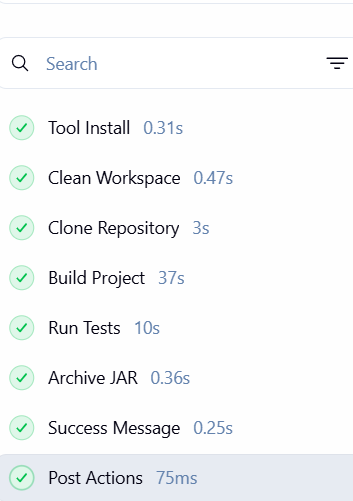 Search
Tool Install 0.31s
Clean Workspace 0.47s
Clone Repository 3s
Build Project 37s
Run Tests 10s
Archive JAR 0.36s
Success Message 0.25s
Post Actions 75ms